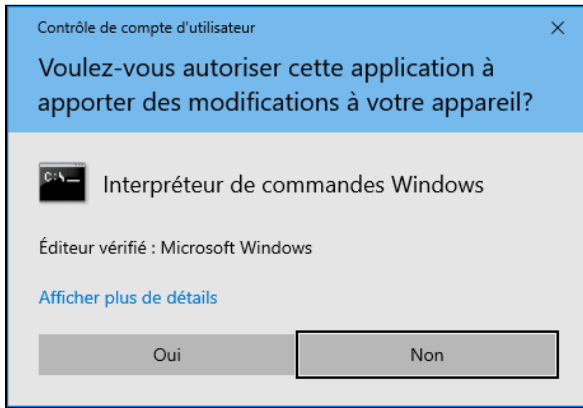 Contrôle de compte d'utilisateur
Voulez-vous autoriser cette application à
apporter des modifications à votre appareil?
C:\_
Interpréteur de commandes Windows
Éditeur vérifié : Microsoft Windows
Afficher plus de détails
Oui
Non